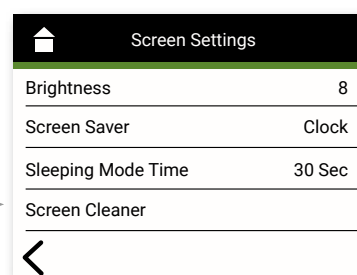 Screen Settings
Brightness 8
Screen Saver Clock
Sleeping Mode Time 30 Sec
Screen Cleaner